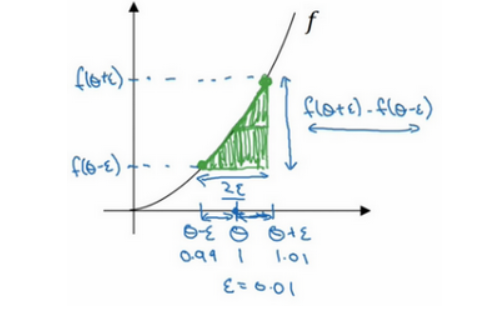 f
f(θ+ε)
f(θ+ε) - f(θ-ε)
f(θ-ε)
2ε
θ-ε θ θ+ε
0.99 1 1.01
ε = 0.01